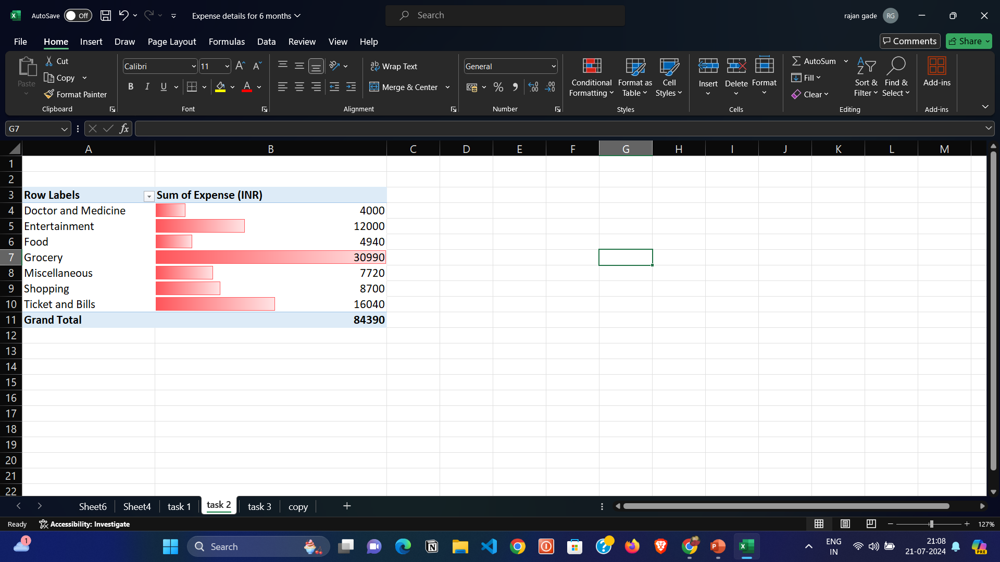 AutoSave Off Expense details for 6 months Search rajan gade RG
File Home Insert Draw Page Layout Formulas Data Review View Help Comments Share
Paste
Cut
Copy
Format Painter
Clipboard
Calibri 11
B I U A
Font
Wrap Text
Merge & Center
Alignment
General
% .00 .00
Number
Conditional Formatting
Format as Table
Cell Styles
Styles
Insert Delete Format
Cells
AutoSum
Fill
Clear
Sort & Filter
Find & Select
Editing
Add-ins
Add-ins
G7 fx
A B C D E F G H I J K L M
1
2
3 Row Labels Sum of Expense (INR)
4 Doctor and Medicine 4000
5 Entertainment 12000
6 Food 4940
7 Grocery 30990
8 Miscellaneous 7720
9 Shopping 8700
10 Ticket and Bills 16040
11 Grand Total 84390
12
13
14
15
16
17
18
19
20
21
22
Sheet6 Sheet4 task 1 task 2 task 3 copy
Ready Accessibility: Investigate 127%
1 Search ENG 21:08
IN 21-07-2024 PRE